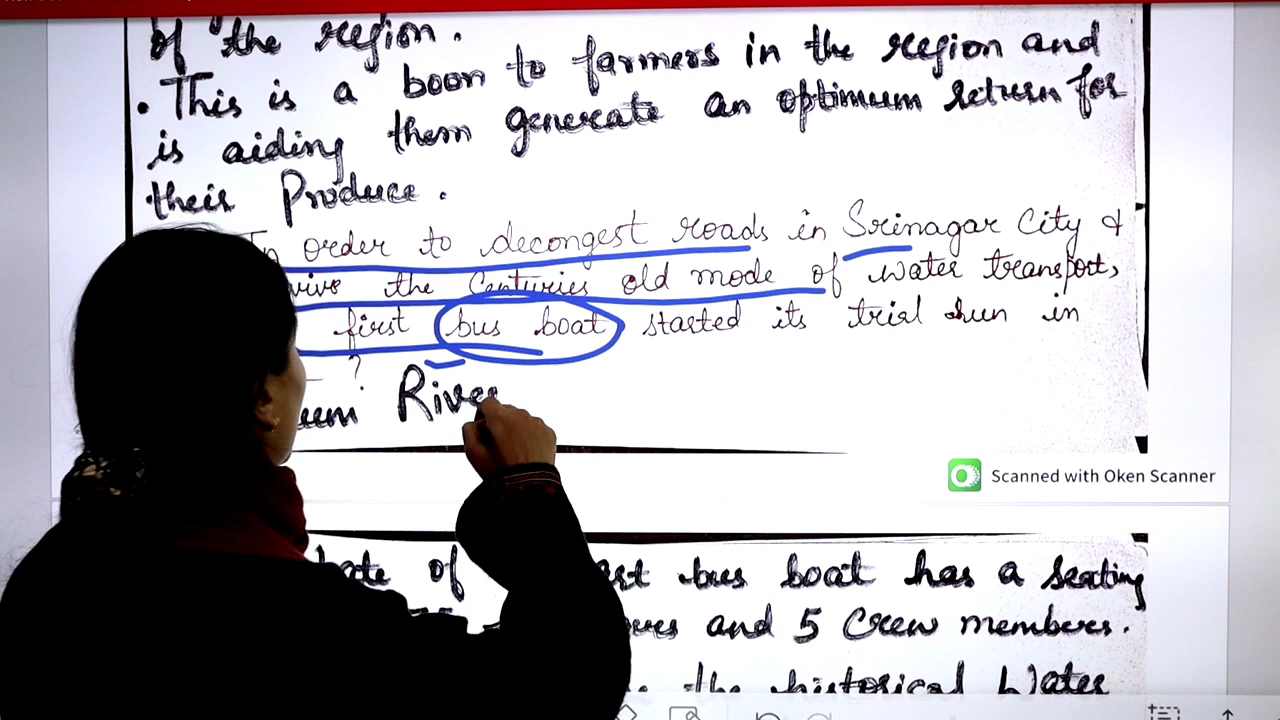 of the region.
• This is a boon to farmers in the region and
is aiding them generate an optimum return for
their Produce.
In order to decongest roads in Srinagar City &
the Centuries old mode of water transport,
first bus boat started its trial run in
?
River
Scanned with Oken Scanner
of bus boat has a seating
and 5 Crew members.
the historical Water